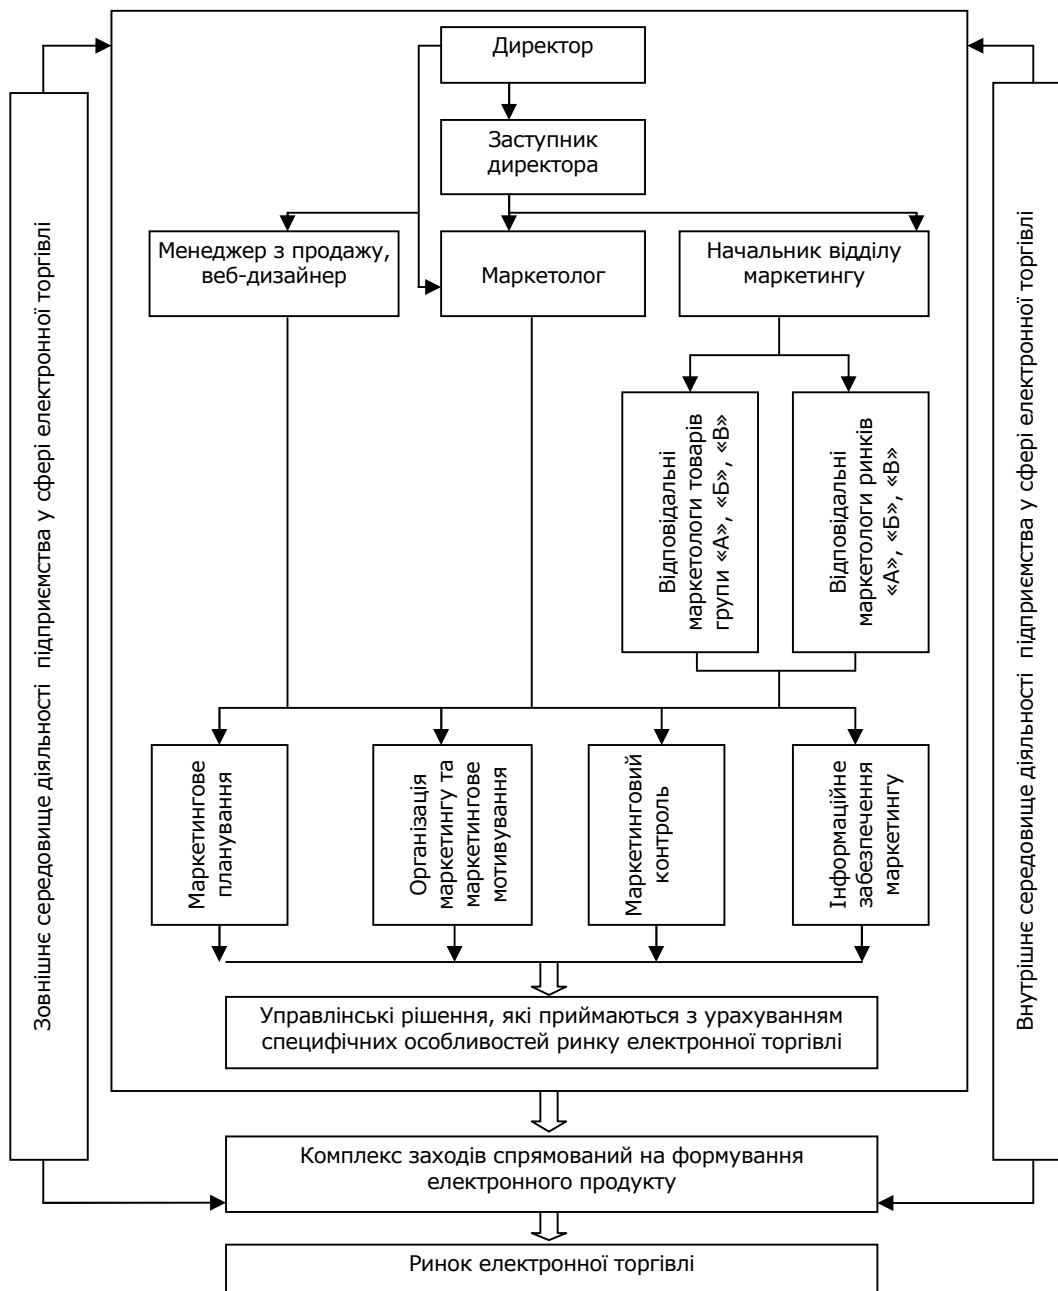 Директор
Заступник
директора
Менеджер з продажу,
веб-дизайнер
Маркетолог
Начальник відділу
маркетингу
Зовнішнє середовище діяльності підприємства у сфері електронної торгівлі
Внутрішнє середовище діяльності підприємства у сфері електронної торгівлі
Відповідальні
маркетологи товарів
групи «А», «Б», «В»
Відповідальні
маркетологи ринків
«А», «Б», «В»
Маркетингове
планування
Організація
маркетингу та
маркетингове
мотивування
Маркетинговий
контроль
Інформаційне
забезпечення
маркетингу
Управлінські рішення, які приймаються з урахуванням
специфічних особливостей ринку електронної торгівлі
Комплекс заходів спрямований на формування
електронного продукту
Ринок електронної торгівлі